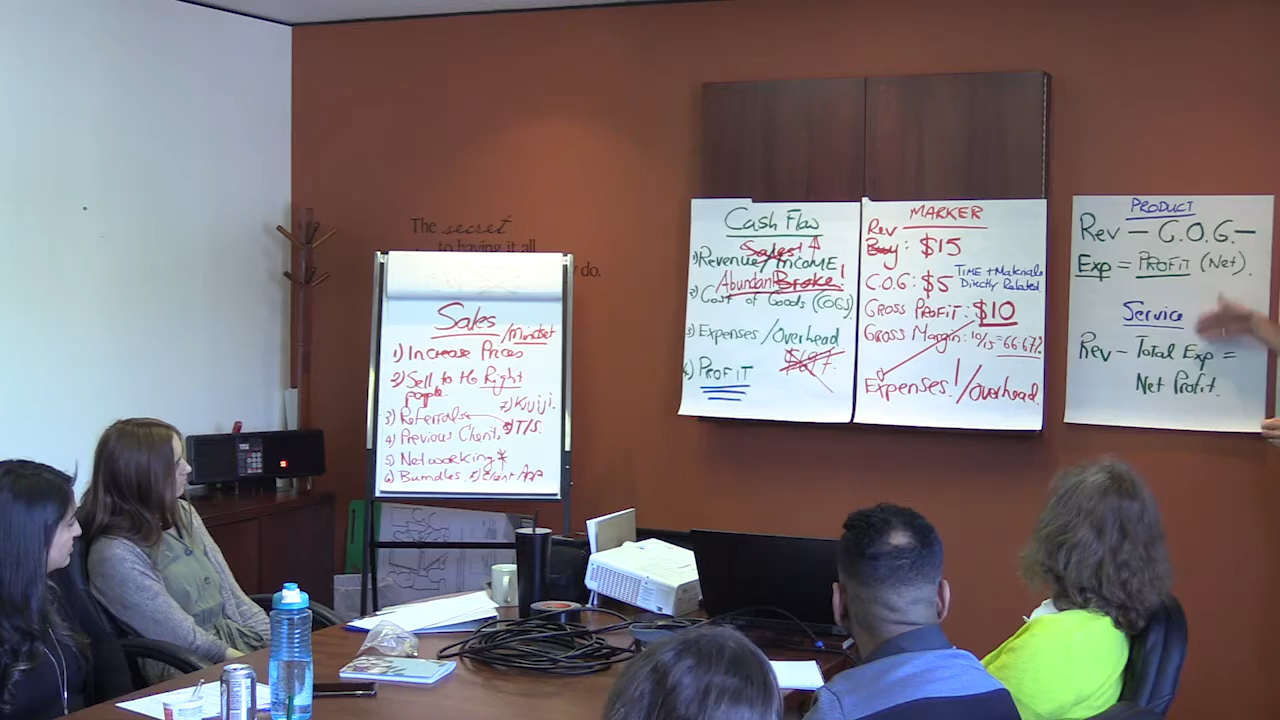 The secret
to having it all
do.
Sales
/Mindset
1) Increase Prices
2) Sell to the Right
people.
3) Referrals
7) Kijiji.
8) T/S.
4) Previous Client,
5) Networking *
6) Bundles.
Client App
Cash Flow
Sales!
1) Revenue/INCOME
Abundant Broke!
2) Cost of Goods (COGS)
3) Expenses/Overhead
4) PROFIT
MARKER
Rev
Buy: $15
C.O.G: $5 TIME + Materials
Directly Related.
GROSS PROFIT: $10
GROSS Margin: 10/15 = 66.67%
Expenses!/Overhead.
PRODUCT
Rev – C.O.G. –
Exp = PROFIT (Net).
Service
Rev – Total Exp =
Net Profit.